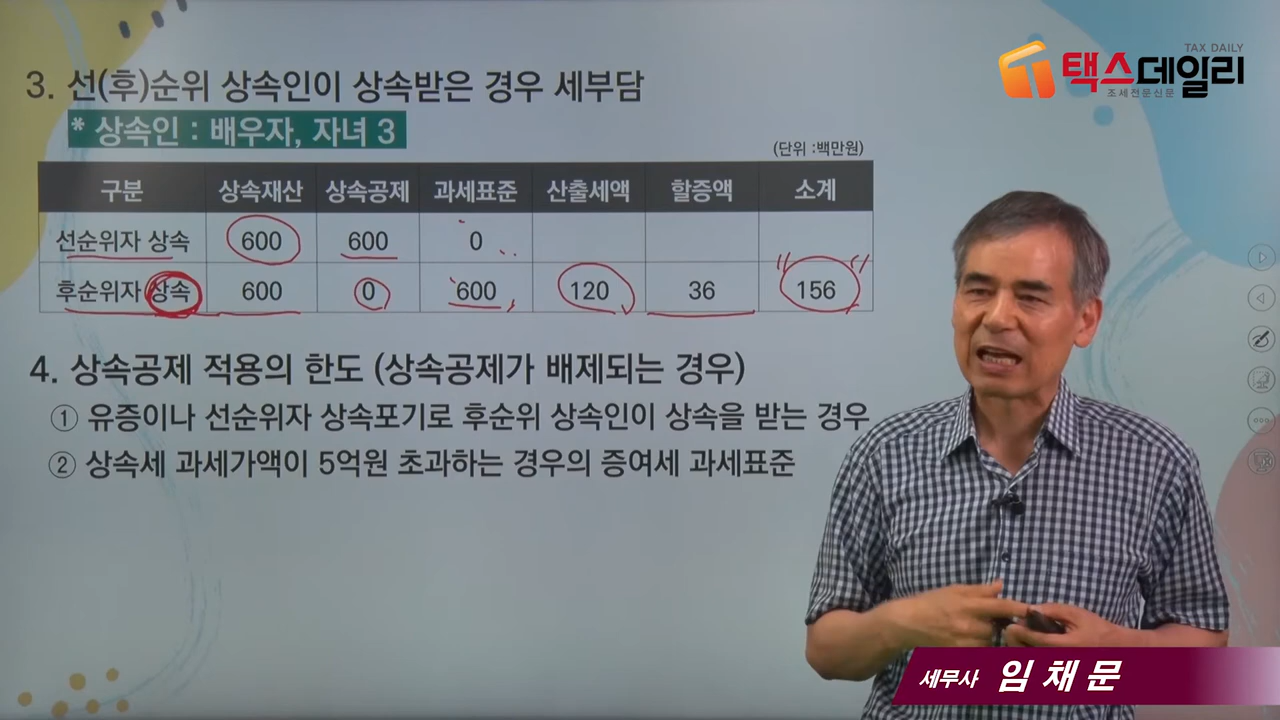 TAX DAILY
택스데일리
조세전문신문
3. 선(후)순위 상속인이 상속받은 경우 세부담
* 상속인 : 배우자, 자녀 3
(단위 :백만원)
구분 상속재산 상속공제 과세표준 산출세액 할증액 소계
선순위자 상속 600 600 0
후순위자 상속 600 0 600 120 36 156
4. 상속공제 적용의 한도 (상속공제가 배제되는 경우)
① 유증이나 선순위자 상속포기로 후순위 상속인이 상속을 받는 경우
② 상속세 과세가액이 5억원 초과하는 경우의 증여세 과세표준
세무사 임채문